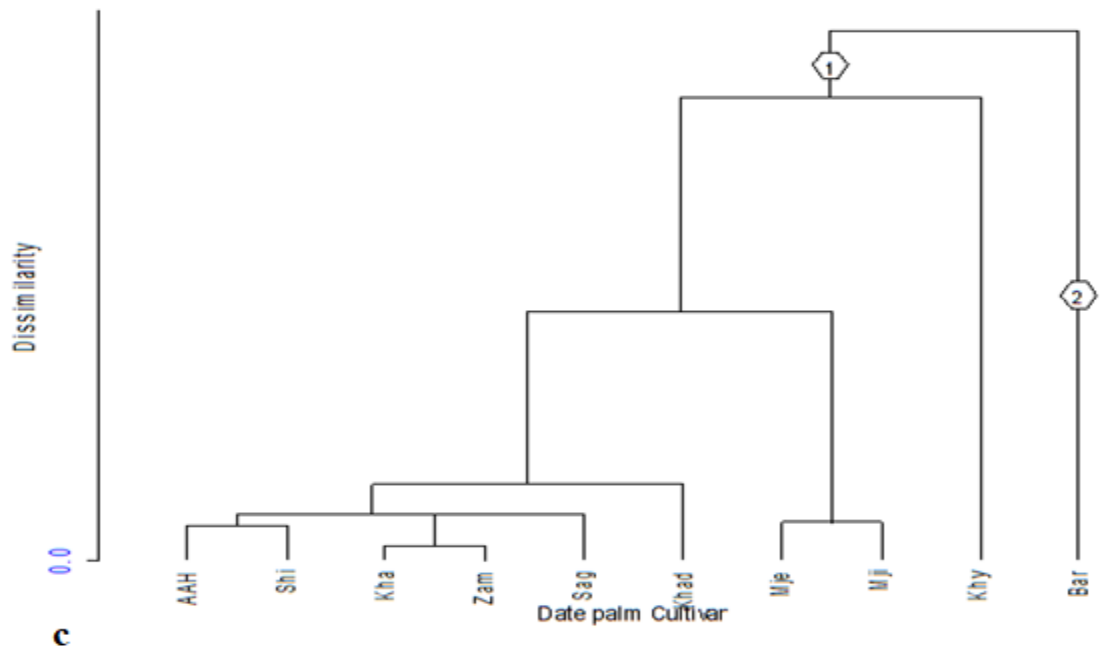 1
Dissimilarity
2
0.0
AAH Shi Kha Zam Sag Khad Mje Mji Khy Bar
Date palm Cultivar
c